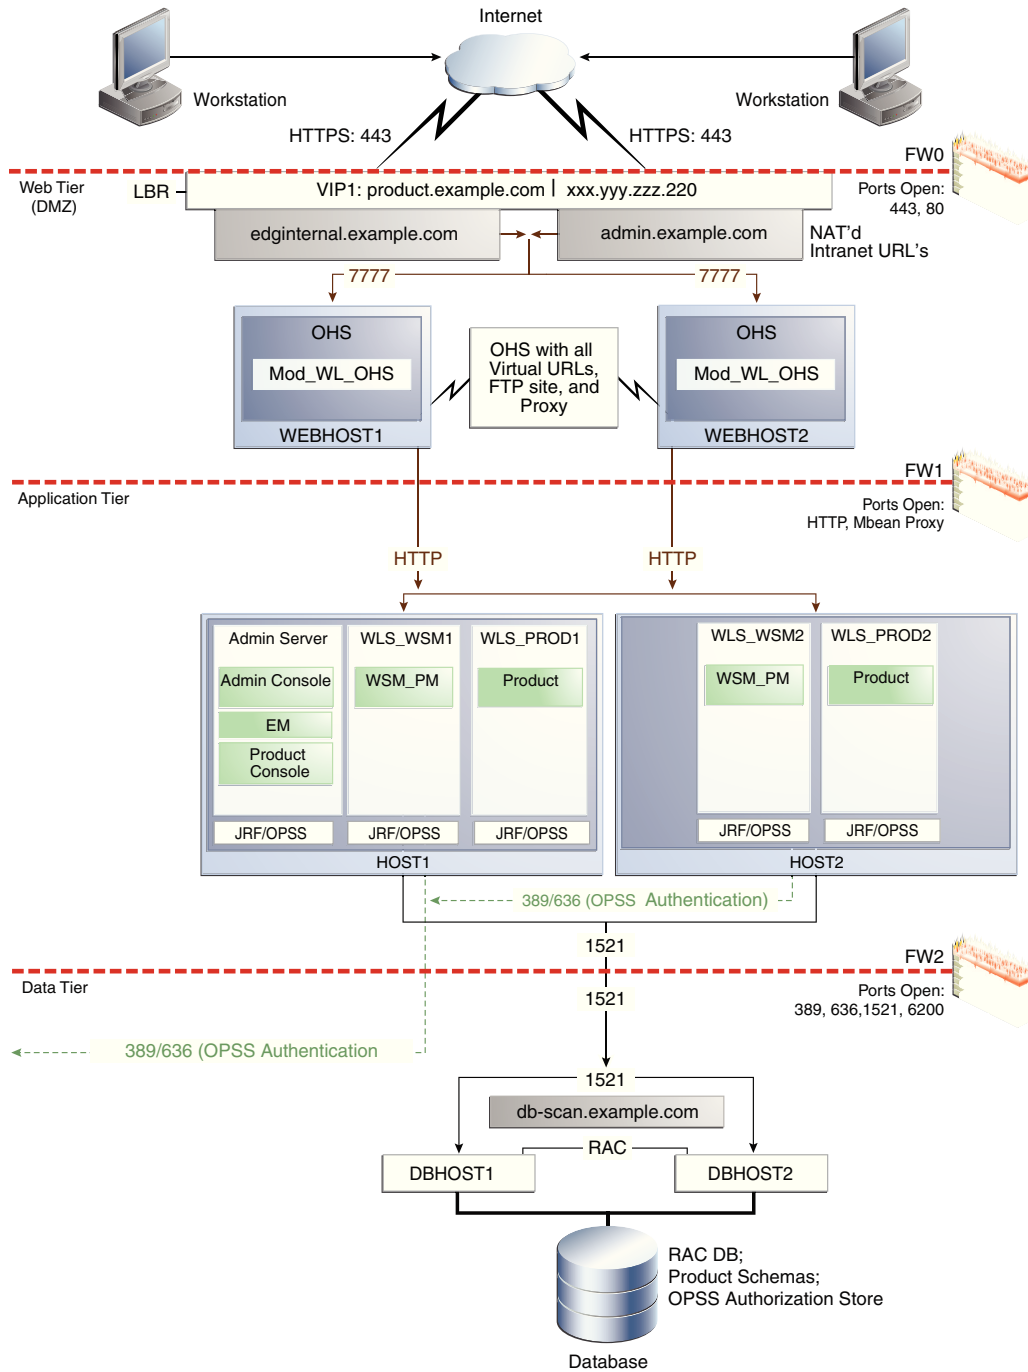 Internet
Workstation
Workstation
HTTPS: 443
HTTPS: 443
FW0
Web Tier
(DMZ)
LBR
VIP1: product.example.com | xxx.yyy.zzz.220
Ports Open:
443, 80
edginternal.example.com
admin.example.com
NAT'd
Intranet URL's
7777
7777
OHS
Mod_WL_OHS
WEBHOST1
OHS with all
Virtual URLs,
FTP site, and
Proxy
OHS
Mod_WL_OHS
WEBHOST2
FW1
Application Tier
Ports Open:
HTTP, Mbean Proxy
HTTP
HTTP
Admin Server
WLS_WSM1
WLS_PROD1
WLS_WSM2
WLS_PROD2
Admin Console
WSM_PM
Product
WSM_PM
Product
EM
Product
Console
JRF/OPSS
JRF/OPSS
JRF/OPSS
JRF/OPSS
JRF/OPSS
HOST1
HOST2
389/636 (OPSS Authentication)
1521
FW2
Data Tier
1521
Ports Open:
389, 636,1521, 6200
389/636 (OPSS Authentication
1521
db-scan.example.com
RAC
DBHOST1
DBHOST2
RAC DB;
Product Schemas;
OPSS Authorization Store
Database